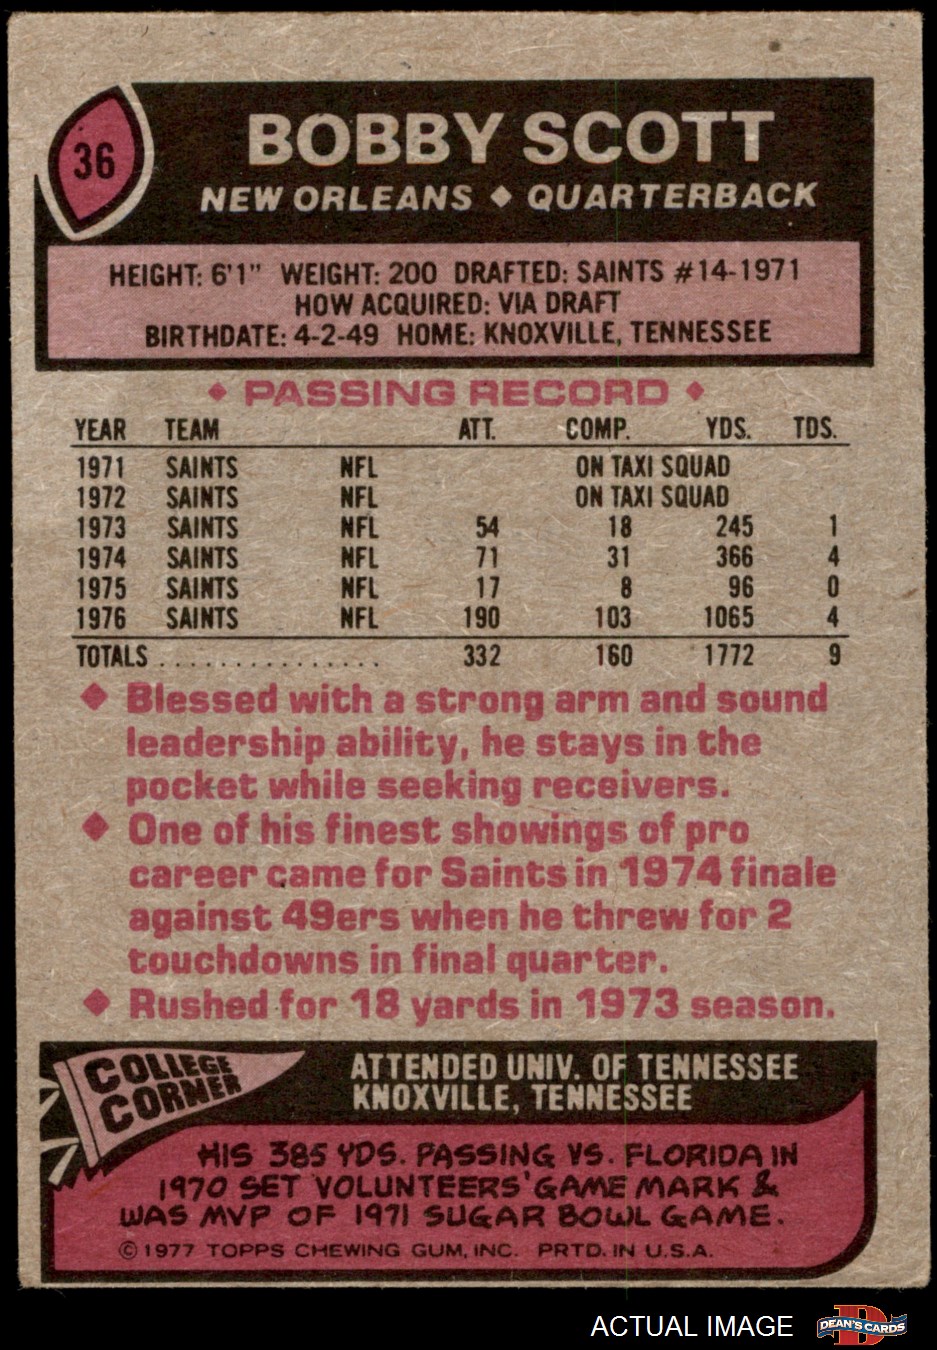 36
BOBBY SCOTT
NEW ORLEANS ◆ QUARTERBACK
HEIGHT: 6'1" WEIGHT: 200 DRAFTED: SAINTS #14-1971
HOW ACQUIRED: VIA DRAFT
BIRTHDATE: 4-2-49 HOME: KNOXVILLE, TENNESSEE
◆ PASSING RECORD ◆
YEAR TEAM ATT. COMP. YDS. TDS.
1971 SAINTS NFL ON TAXI SQUAD
1972 SAINTS NFL ON TAXI SQUAD
1973 SAINTS NFL 54 18 245 1
1974 SAINTS NFL 71 31 366 4
1975 SAINTS NFL 17 8 96 0
1976 SAINTS NFL 190 103 1065 4
TOTALS ................ 332 160 1772 9
◆ Blessed with a strong arm and sound
leadership ability, he stays in the
pocket while seeking receivers.
◆ One of his finest showings of pro
career came for Saints in 1974 finale
against 49ers when he threw for 2
touchdowns in final quarter.
◆ Rushed for 18 yards in 1973 season.
COLLEGE
CORNER
ATTENDED UNIV. OF TENNESSEE
KNOXVILLE, TENNESSEE
HIS 385 YDS. PASSING VS. FLORIDA IN
1970 SET VOLUNTEERS' GAME MARK &
WAS MVP OF 1971 SUGAR BOWL GAME.
© 1977 TOPPS CHEWING GUM, INC. PRTD. IN U.S.A.
ACTUAL IMAGE
D
DEAN'S CARDS